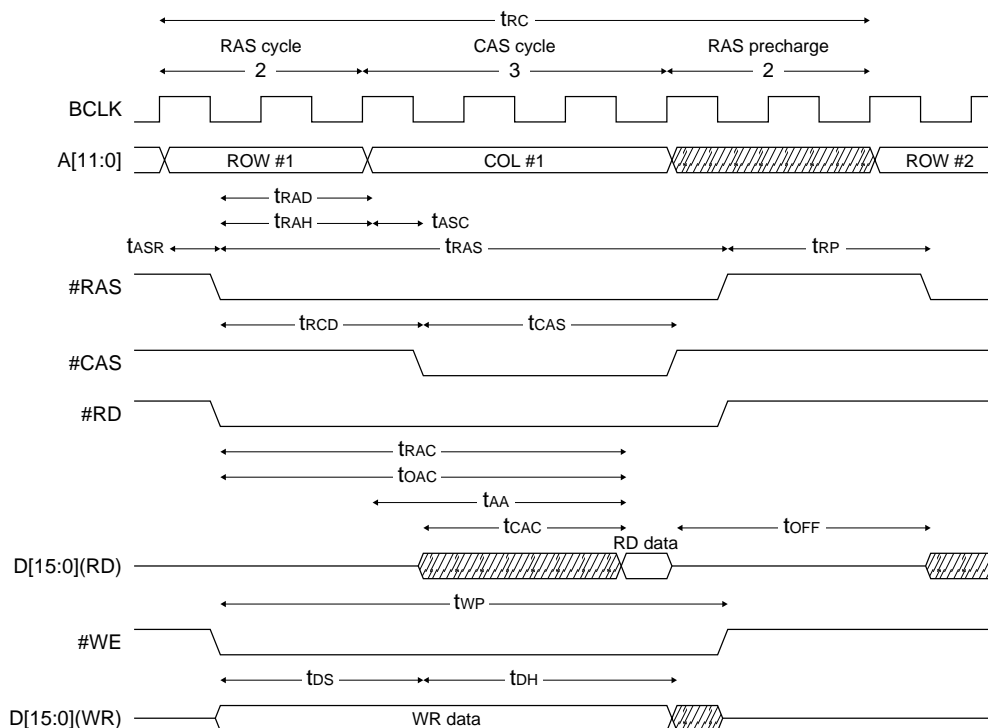 tRC
RAS cycle CAS cycle RAS precharge
2 3 2
BCLK
A[11:0] ROW #1 COL #1 ROW #2
tRAD
tRAH tASC
tASR tRAS tRP
#RAS
tRCD tCAS
#CAS
#RD
tRAC
tOAC
tAA
tCAC tOFF
RD data
D[15:0](RD)
tWP
#WE
tDS tDH
D[15:0](WR) WR data